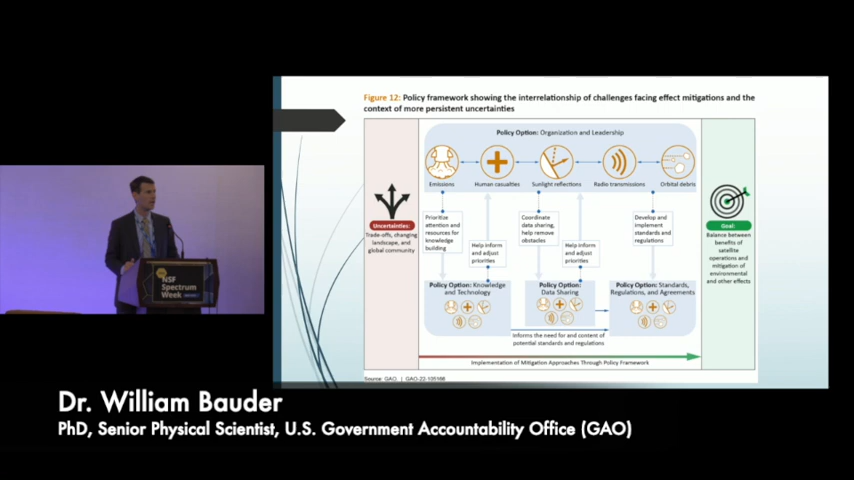 Figure 12: Policy framework showing the interrelationship of challenges facing effect mitigations and the
context of more persistent uncertainties
Policy Option: Organization and Leadership
Emissions
Human casualties
Sunlight reflections
Radio transmissions
Orbital debris
Uncertainties:
Trade-offs, changing
landscape, and
global community
Prioritize
attention and
resources for
knowledge
building
Help inform
and adjust
priorities
Coordinate
data sharing,
help remove
obstacles
Help inform
and adjust
priorities
Develop and
implement
standards and
regulations
Goal:
Balance between
benefits of
satellite
operations and
mitigation of
environmental
and other effects
Policy Option: Knowledge
and Technology
Policy Option:
Data Sharing
Policy Option: Standards,
Regulations, and Agreements
Informs the need for and content of
potential standards and regulations
Implementation of Mitigation Approaches Through Policy Framework
Source: GAO. | GAO-22-105166
NSF
Spectrum
Week
Dr. William Bauder
PhD, Senior Physical Scientist, U.S. Government Accountability Office (GAO)